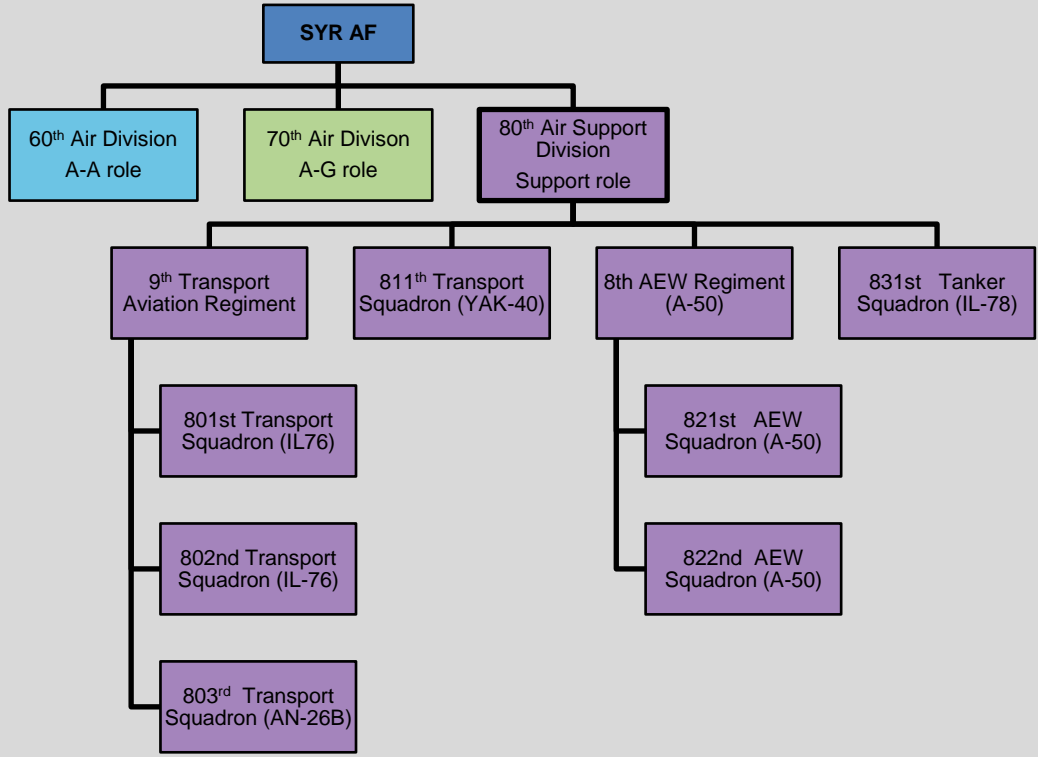 SYR AF
60th Air Division
A-A role
70th Air Divison
A-G role
80th Air Support
Division
Support role
9th Transport
Aviation Regiment
811th Transport
Squadron (YAK-40)
8th AEW Regiment
(A-50)
831st Tanker
Squadron (IL-78)
801st Transport
Squadron (IL76)
802nd Transport
Squadron (IL-76)
803rd Transport
Squadron (AN-26B)
821st AEW
Squadron (A-50)
822nd AEW
Squadron (A-50)